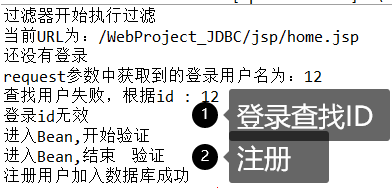 过滤器开始执行过滤
当前URL为：/WebProject_JDBC/jsp/home.jsp
还没有登录
request参数中获取到的登录用户名为：12
查找用户失败，根据id : 12
登录id无效
1 登录查找ID
进入Bean,开始验证
进入Bean,结束 验证
2 注册
注册用户加入数据库成功